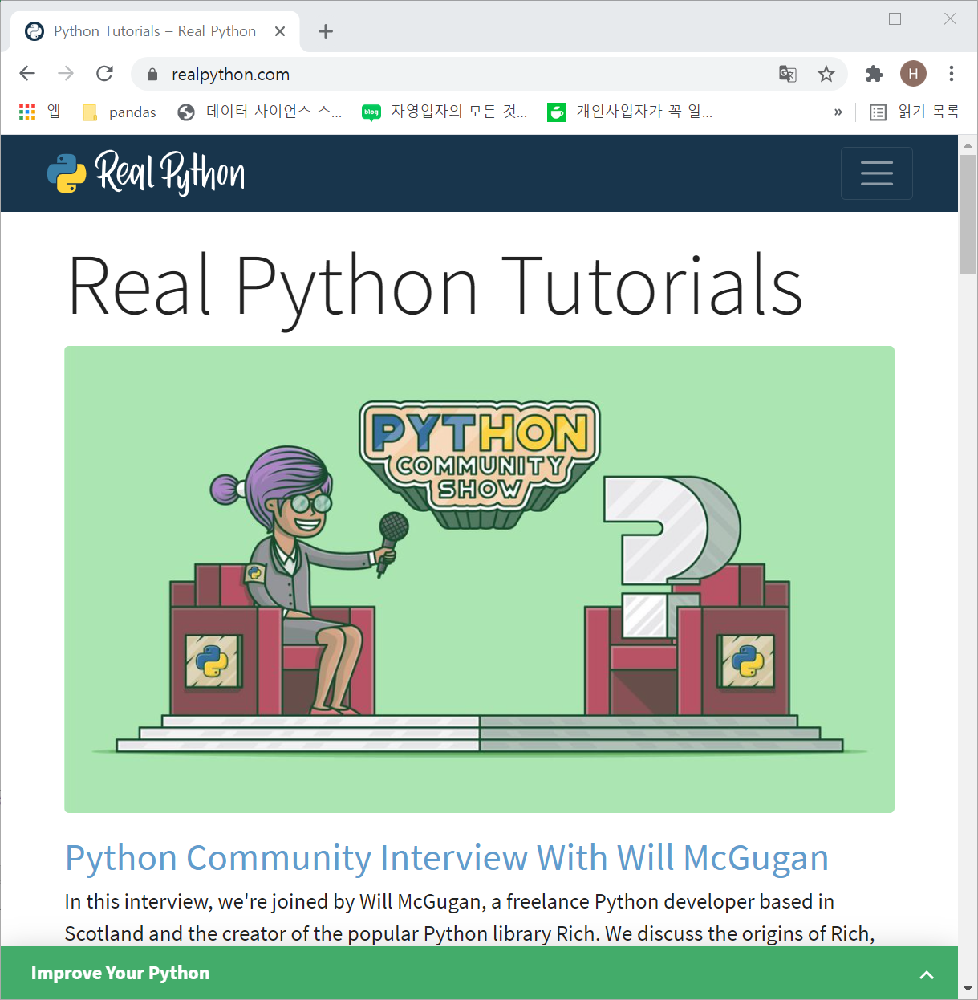 Python Tutorials – Real Python
realpython.com
H
앱
pandas
데이터 사이언스 스...
blog
자영업자의 모든 것...
개인사업자가 꼭 알...
»
읽기 목록
Real Python
Real Python Tutorials
PYTHON
COMMUNITY
SHOW
?
Python Community Interview With Will McGugan
In this interview, we're joined by Will McGugan, a freelance Python developer based in
Scotland and the creator of the popular Python library Rich. We discuss the origins of Rich,
Improve Your Python